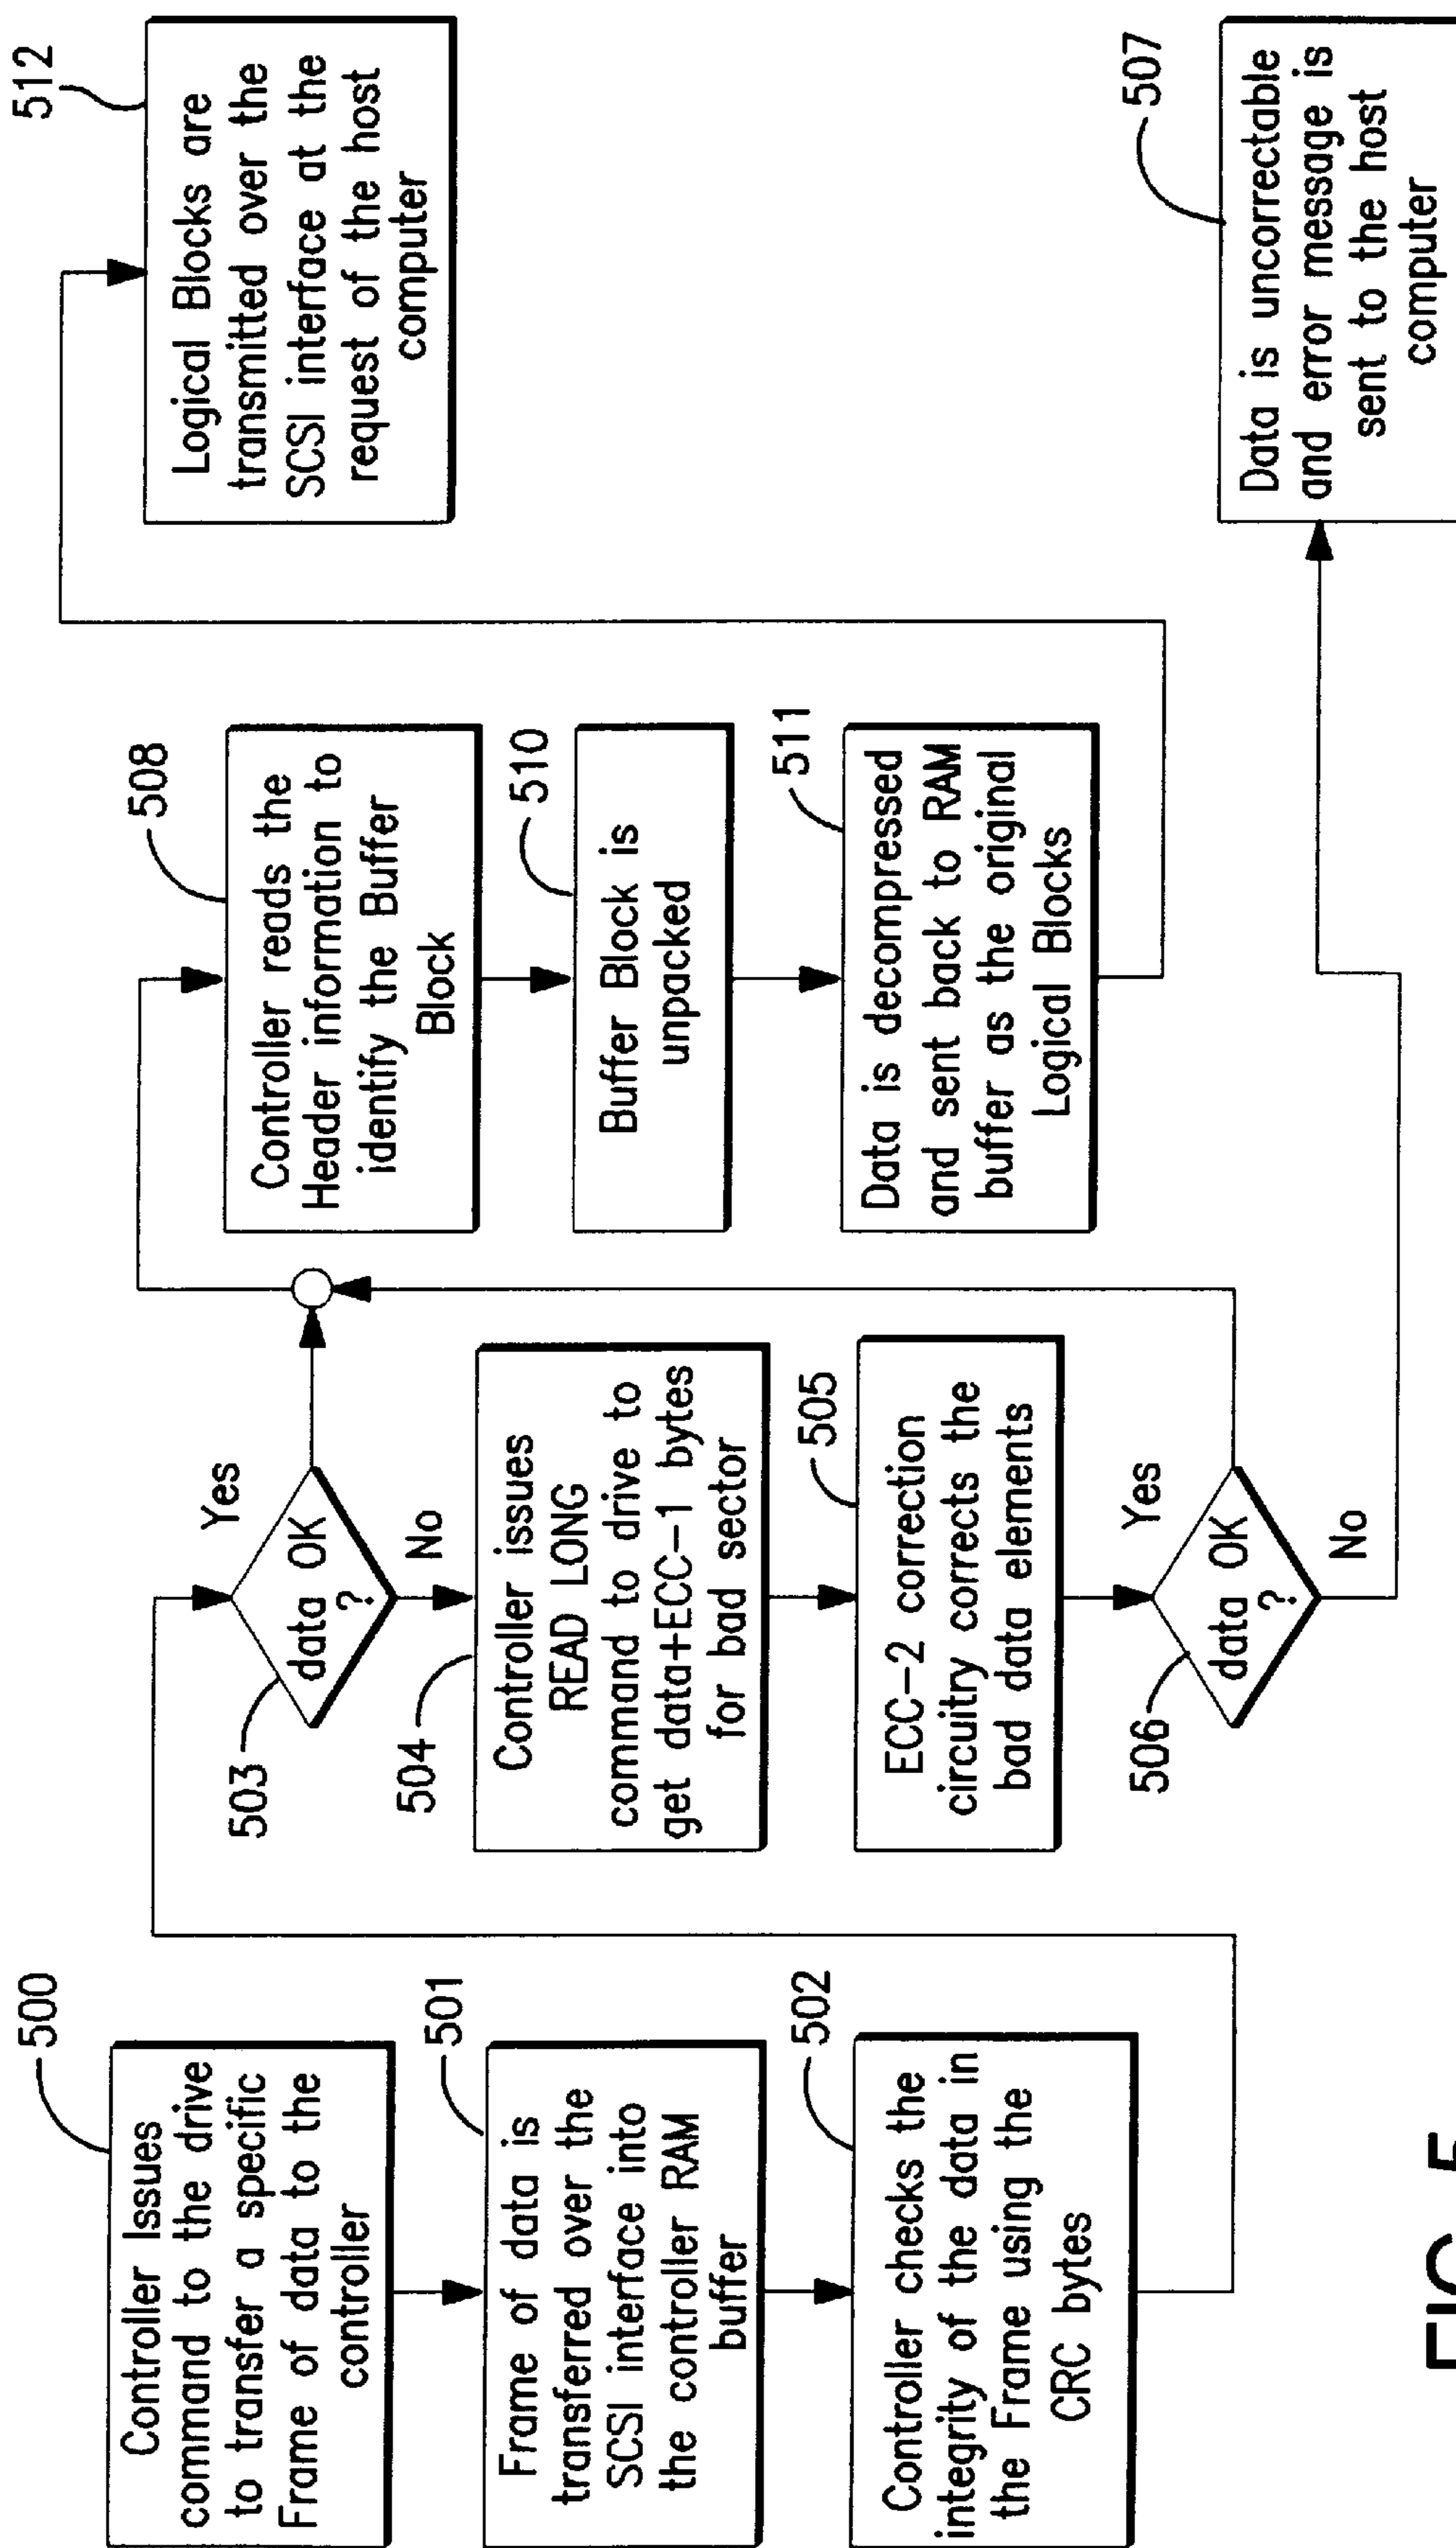 500
Controller Issues
command to the drive
to transfer a specific
Frame of data to the
controller
501
Frame of data is
transferred over the
SCSI interface into
the controller RAM
buffer
502
Controller checks the
integrity of the data in
the Frame using the
CRC bytes
503
data OK
?
Yes
No
504
Controller issues
READ LONG
command to drive to
get data+ECC-1 bytes
for bad sector
505
ECC-2 correction
circuitry corrects the
bad data elements
506
data OK
?
Yes
No
508
Controller reads the
Header information to
identify the Buffer
Block
510
Buffer Block is
unpacked
511
Data is decompressed
and sent back to RAM
buffer as the original
Logical Blocks
512
Logical Blocks are
transmitted over the
SCSI interface at the
request of the host
computer
507
Data is uncorrectable
and error message is
sent to the host
computer